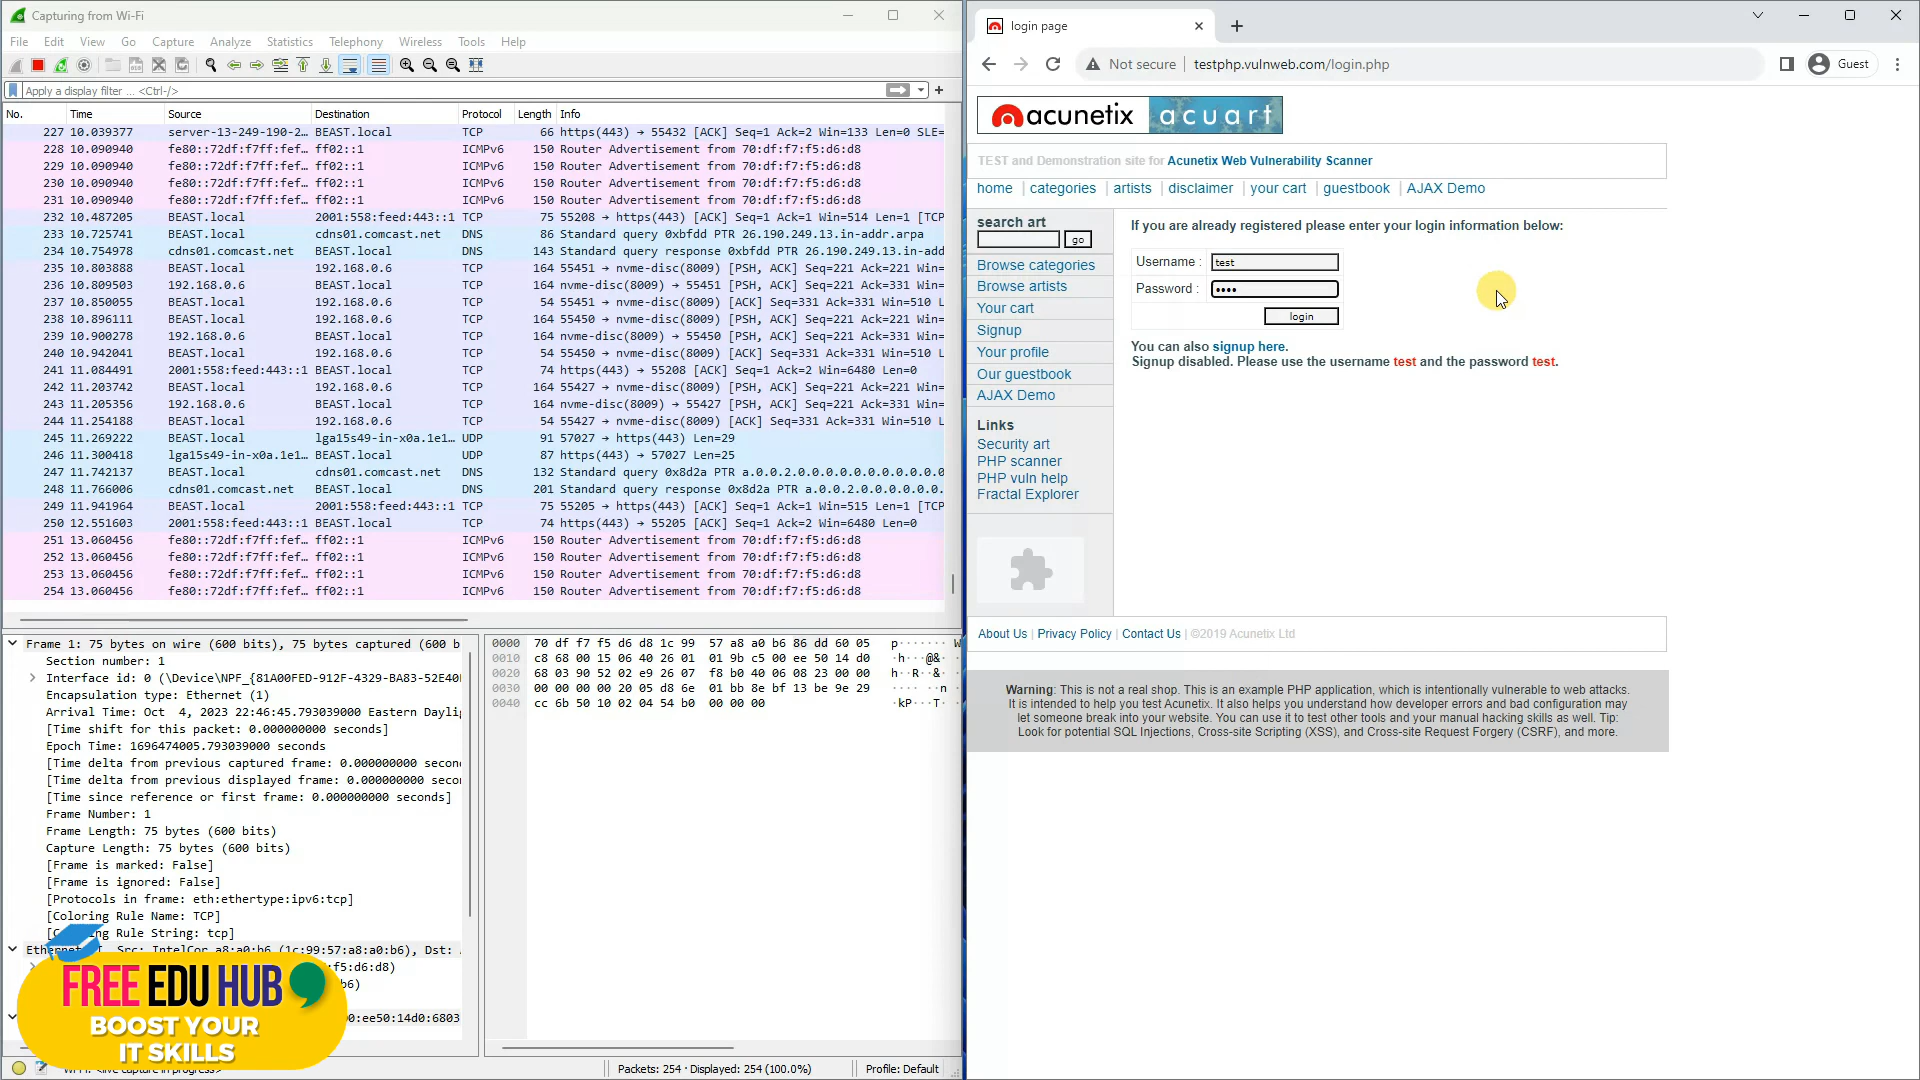 Capturing from Wi-Fi
File Edit View Go Capture Analyze Statistics Telephony Wireless Tools Help
Apply a display filter ... <Ctrl-/>
No. Time Source Destination Protocol Length Info
227 10.039377 server-13-249-190-2… BEAST.local TCP 66 https(443) → 55432 [ACK] Seq=1 Ack=2 Win=133 Len=0 SLE=
228 10.090940 fe80::72df:f7ff:fef… ff02::1 ICMPv6 150 Router Advertisement from 70:df:f7:f5:d6:d8
229 10.090940 fe80::72df:f7ff:fef… ff02::1 ICMPv6 150 Router Advertisement from 70:df:f7:f5:d6:d8
230 10.090940 fe80::72df:f7ff:fef… ff02::1 ICMPv6 150 Router Advertisement from 70:df:f7:f5:d6:d8
231 10.090940 fe80::72df:f7ff:fef… ff02::1 ICMPv6 150 Router Advertisement from 70:df:f7:f5:d6:d8
232 10.487205 BEAST.local 2001:558:feed:443::1 TCP 75 55208 → https(443) [ACK] Seq=1 Ack=1 Win=514 Len=1 [TCP
233 10.725741 BEAST.local cdns01.comcast.net DNS 86 Standard query 0xbfdd PTR 26.190.249.13.in-addr.arpa
234 10.754978 cdns01.comcast.net BEAST.local DNS 143 Standard query response 0xbfdd PTR 26.190.249.13.in-add
235 10.803888 BEAST.local 192.168.0.6 TCP 164 55451 → nvme-disc(8009) [PSH, ACK] Seq=221 Ack=221 Win=
236 10.809503 192.168.0.6 BEAST.local TCP 164 nvme-disc(8009) → 55451 [PSH, ACK] Seq=221 Ack=331 Win=
237 10.850055 BEAST.local 192.168.0.6 TCP 54 55451 → nvme-disc(8009) [ACK] Seq=331 Ack=331 Win=510 L
238 10.896111 BEAST.local 192.168.0.6 TCP 164 55450 → nvme-disc(8009) [PSH, ACK] Seq=221 Ack=221 Win=
239 10.900278 192.168.0.6 BEAST.local TCP 164 nvme-disc(8009) → 55450 [PSH, ACK] Seq=221 Ack=331 Win=
240 10.942041 BEAST.local 192.168.0.6 TCP 54 55450 → nvme-disc(8009) [ACK] Seq=331 Ack=331 Win=510 L
241 11.084491 2001:558:feed:443::1 BEAST.local TCP 74 https(443) → 55208 [ACK] Seq=1 Ack=2 Win=6480 Len=0
242 11.203742 BEAST.local 192.168.0.6 TCP 164 55427 → nvme-disc(8009) [PSH, ACK] Seq=221 Ack=221 Win=
243 11.205356 192.168.0.6 BEAST.local TCP 164 nvme-disc(8009) → 55427 [PSH, ACK] Seq=221 Ack=331 Win=
244 11.254188 BEAST.local 192.168.0.6 TCP 54 55427 → nvme-disc(8009) [ACK] Seq=331 Ack=331 Win=510 L
245 11.269222 BEAST.local lga15s49-in-x0a.1e1… UDP 91 57027 → https(443) Len=29
246 11.300418 lga15s49-in-x0a.1e1… BEAST.local UDP 87 https(443) → 57027 Len=25
247 11.742137 BEAST.local cdns01.comcast.net DNS 132 Standard query 0x8d2a PTR a.0.0.2.0.0.0.0.0.0.0.0.0.0.0
248 11.766006 cdns01.comcast.net BEAST.local DNS 201 Standard query response 0x8d2a PTR a.0.0.2.0.0.0.0.0.0.
249 11.941964 BEAST.local 2001:558:feed:443::1 TCP 75 55205 → https(443) [ACK] Seq=1 Ack=1 Win=515 Len=1 [TCP
250 12.551603 2001:558:feed:443::1 BEAST.local TCP 74 https(443) → 55205 [ACK] Seq=1 Ack=2 Win=6480 Len=0
251 13.060456 fe80::72df:f7ff:fef… ff02::1 ICMPv6 150 Router Advertisement from 70:df:f7:f5:d6:d8
252 13.060456 fe80::72df:f7ff:fef… ff02::1 ICMPv6 150 Router Advertisement from 70:df:f7:f5:d6:d8
253 13.060456 fe80::72df:f7ff:fef… ff02::1 ICMPv6 150 Router Advertisement from 70:df:f7:f5:d6:d8
254 13.060456 fe80::72df:f7ff:fef… ff02::1 ICMPv6 150 Router Advertisement from 70:df:f7:f5:d6:d8
Frame 1: 75 bytes on wire (600 bits), 75 bytes captured (600 b
Section number: 1
Interface id: 0 (\Device\NPF_{81A00FED-912F-4329-BA83-52E40
Encapsulation type: Ethernet (1)
Arrival Time: Oct 4, 2023 22:46:45.793039000 Eastern Dayli
[Time shift for this packet: 0.000000000 seconds]
Epoch Time: 1696474005.793039000 seconds
[Time delta from previous captured frame: 0.000000000 secon
[Time delta from previous displayed frame: 0.000000000 seco
[Time since reference or first frame: 0.000000000 seconds]
Frame Number: 1
Frame Length: 75 bytes (600 bits)
Capture Length: 75 bytes (600 bits)
[Frame is marked: False]
[Frame is ignored: False]
[Protocols in frame: eth:ethertype:ipv6:tcp]
[Coloring Rule Name: TCP]
Rule String: tcp]
Src: IntelCor_a8:a0:b6 (1c:99:57:a8:a0:b6), Dst:
:f5:d6:d8)
b6)
0:ee50:14d0:6803
0000 70 df f7 f5 d6 d8 1c 99 57 a8 a0 b6 86 dd 60 05 p······· W
0010 c8 68 00 15 06 40 26 01 01 9b c5 00 ee 50 14 d0 ·h···@&· ·
0020 68 03 90 52 02 e9 26 07 f8 b0 40 06 08 23 00 00 h··R··&· ·
0030 00 00 00 00 20 05 d8 6e 01 bb 8e bf 13 be 9e 29 ···· ··n ·
0040 cc 6b 50 10 02 04 54 b0 00 00 00 ·kP···T· ·
FREE EDU HUB
BOOST YOUR
IT SKILLS
Wi-Fi: <live capture in progress>
Packets: 254 · Displayed: 254 (100.0%)
Profile: Default
login page
Not secure testphp.vulnweb.com/login.php Guest
acunetix acuart
TEST and Demonstration site for Acunetix Web Vulnerability Scanner
home | categories | artists | disclaimer | your cart | guestbook | AJAX Demo
search art
go
Browse categories
Browse artists
Your cart
Signup
Your profile
Our guestbook
AJAX Demo
Links
Security art
PHP scanner
PHP vuln help
Fractal Explorer
If you are already registered please enter your login information below:
Username : test
Password : ••••
login
You can also signup here.
Signup disabled. Please use the username test and the password test.
About Us | Privacy Policy | Contact Us | ©2019 Acunetix Ltd
Warning: This is not a real shop. This is an example PHP application, which is intentionally vulnerable to web attacks.
It is intended to help you test Acunetix. It also helps you understand how developer errors and bad configuration may
let someone break into your website. You can use it to test other tools and your manual hacking skills as well. Tip:
Look for potential SQL Injections, Cross-site Scripting (XSS), and Cross-site Request Forgery (CSRF), and more.